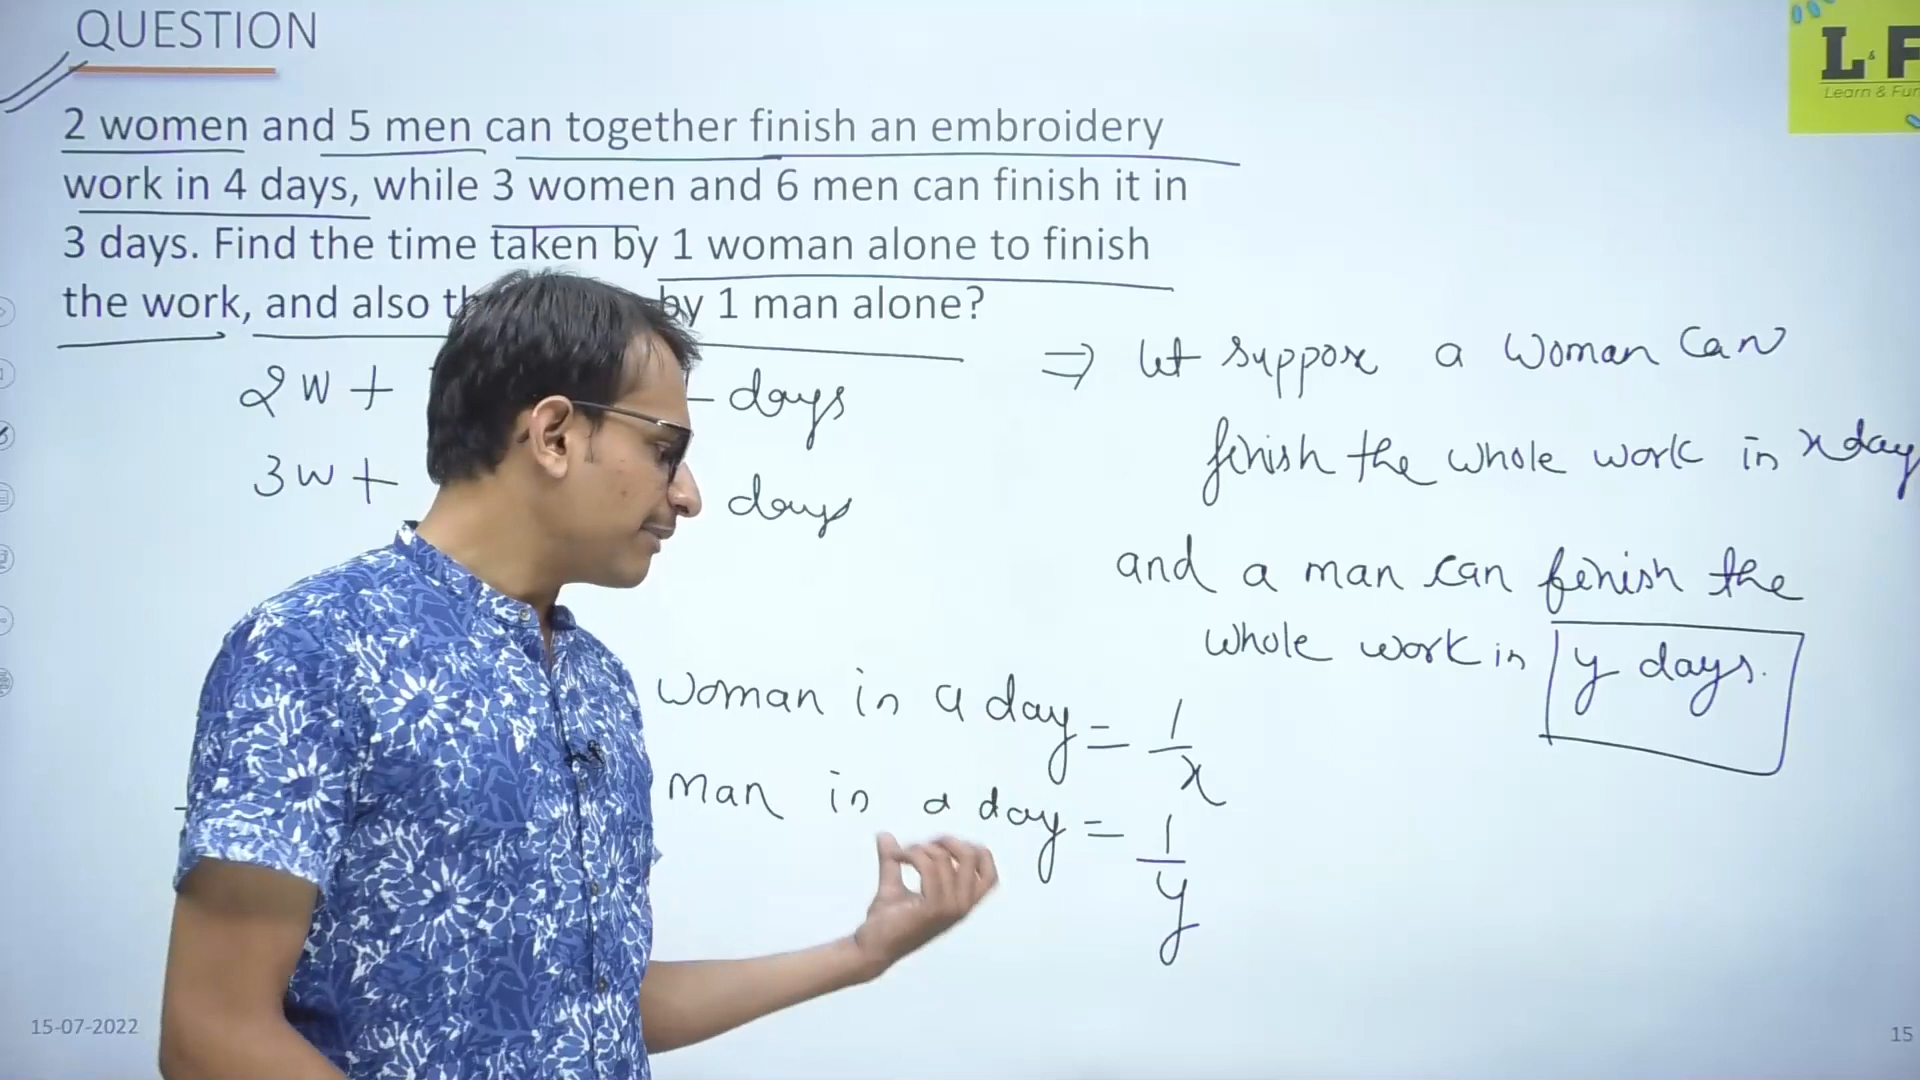 QUESTION
L&F
Learn & Fun
2 women and 5 men can together finish an embroidery
work in 4 days, while 3 women and 6 men can finish it in
3 days. Find the time taken by 1 woman alone to finish
the work, and also by 1 man alone?
2W + days
3W + days
⇒ let suppose a Woman Can
finish the whole work in x day
and a man can finish the
whole work in y days.
woman in a day = 1/x
man in a day = 1/y
15-07-2022
15